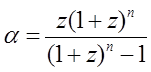 α = z(1+z)ⁿ / ((1+z)ⁿ − 1)